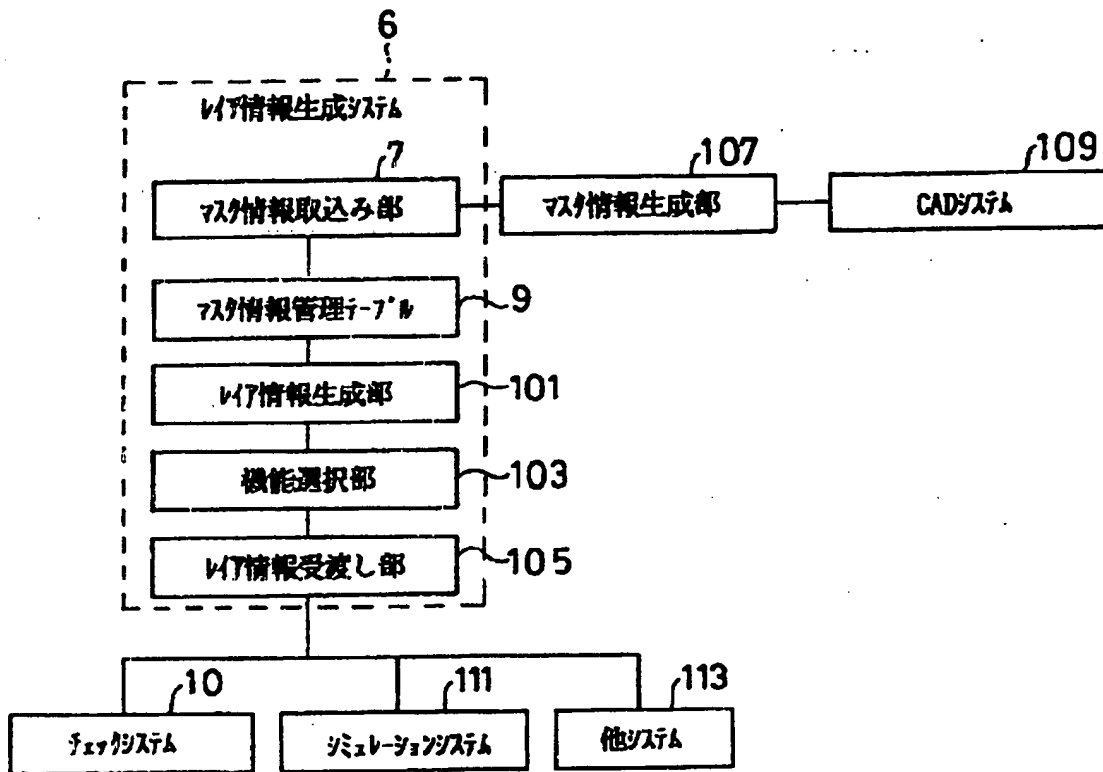 6
ﾚｲｱ情報生成ｼｽﾃﾑ
7
ﾏｽｸ情報取込み部
107
ﾏｽｸ情報生成部
109
CADｼｽﾃﾑ
ﾏｽｸ情報管理ﾃｰﾌﾞﾙ
9
ﾚｲｱ情報生成部
101
機能選択部
103
ﾚｲｱ情報受渡し部
105
10
ﾁｪｯｸｼｽﾃﾑ
111
ｼﾐｭﾚｰｼｮﾝｼｽﾃﾑ
113
他ｼｽﾃﾑ